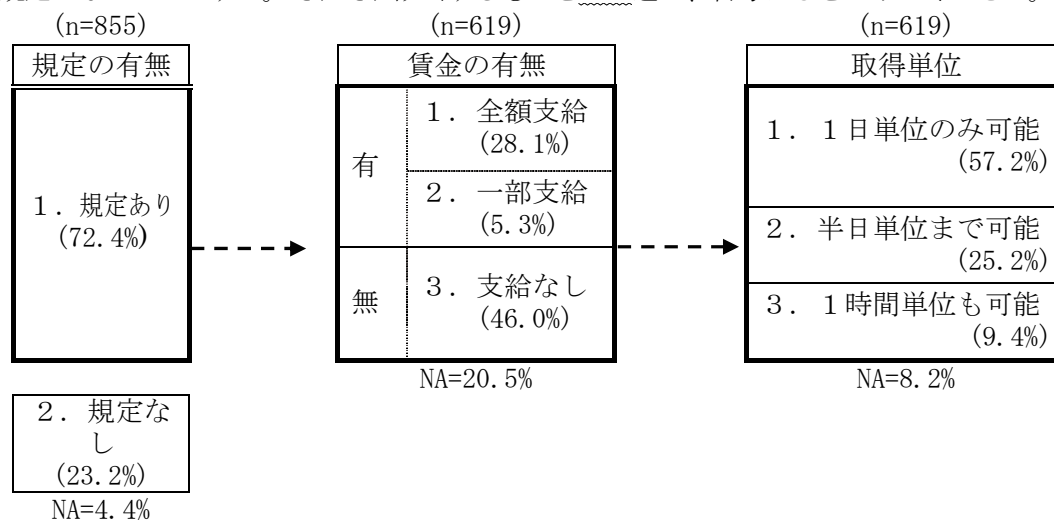 (n=855)
規定の有無
1. 規定あり
(72.4%)
2. 規定な
し
(23.2%)
NA=4.4%
(n=619)
賃金の有無
有
1. 全額支給
(28.1%)
2. 一部支給
(5.3%)
無
3. 支給なし
(46.0%)
NA=20.5%
(n=619)
取得単位
1. 1日単位のみ可能
(57.2%)
2. 半日単位まで可能
(25.2%)
3. 1時間単位も可能
(9.4%)
NA=8.2%